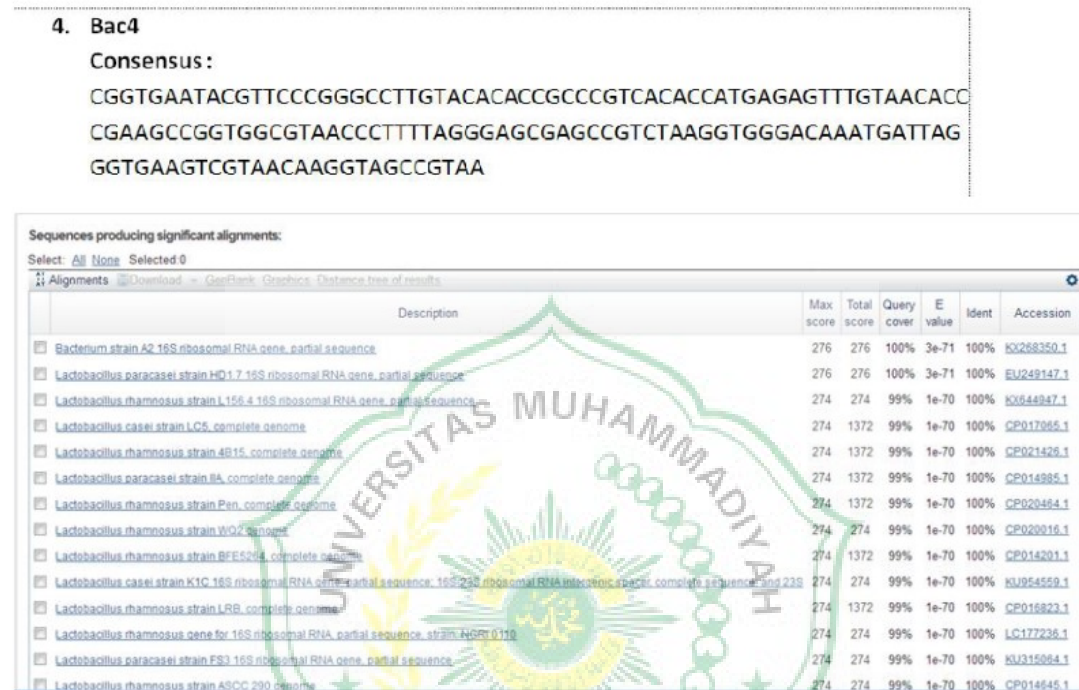 4. Bac4
Consensus:
CGGTGAATACGTTCCCGGGCCTTGTACACACCGCCCGTCACACCATGAGAGTTTGTAACACC
CGAAGCCGGTGGCGTAACCCTTTTAGGGAGCGAGCCGTCTAAGGTGGGACAAATGATTAG
GGTGAAGTCGTAACAAGGTAGCCGTAA
Sequences producing significant alignments:
Select: All None Selected:0
Alignments Download GenBank Graphics Distance tree of results
Description Max score Total score Query cover E value Ident Accession
Bacterium strain A2 16S ribosomal RNA gene, partial sequence 276 276 100% 3e-71 100% KX268350.1
Lactobacillus paracasei strain HD1.7 16S ribosomal RNA gene, partial sequence 276 276 100% 3e-71 100% EU249147.1
Lactobacillus rhamnosus strain L156.4 16S ribosomal RNA gene, partial sequence 274 274 99% 1e-70 100% KX644947.1
Lactobacillus casei strain LC5, complete genome 274 1372 99% 1e-70 100% CP017065.1
Lactobacillus rhamnosus strain 4B15, complete genome 274 1372 99% 1e-70 100% CP021426.1
Lactobacillus paracasei strain IIA, complete genome 274 1372 99% 1e-70 100% CP014985.1
Lactobacillus rhamnosus strain Pen, complete genome 274 1372 99% 1e-70 100% CP020464.1
Lactobacillus rhamnosus strain WQ2 genome 274 274 99% 1e-70 100% CP020016.1
Lactobacillus rhamnosus strain BFE5264, complete genome 274 1372 99% 1e-70 100% CP014201.1
Lactobacillus casei strain K1C 16S ribosomal RNA gene, partial sequence; 16S-23S ribosomal RNA intergenic spacer, complete sequence; and 23S 274 274 99% 1e-70 100% KU954559.1
Lactobacillus rhamnosus strain LRB, complete genome 274 1372 99% 1e-70 100% CP016823.1
Lactobacillus rhamnosus gene for 16S ribosomal RNA, partial sequence, strain: NGRI 0110 274 274 99% 1e-70 100% LC177236.1
Lactobacillus paracasei strain FS3 16S ribosomal RNA gene, partial sequence 274 274 99% 1e-70 100% KU315064.1
Lactobacillus rhamnosus strain ASCC 290 genome 274 274 99% 1e-70 100% CP014645.1
UNIVERSITAS MUHAMMADIYAH